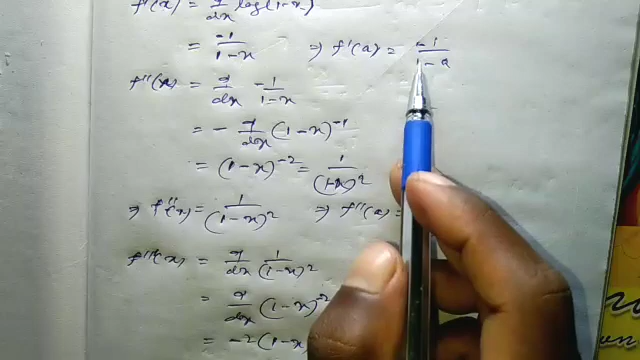 f'(x) = d/dx log(1-x)
= -1/(1-x) ⇒ f'(a) = -1/(1-a)
f''(x) = d/dx -1/(1-x)
= - d/dx (1-x)^-1
= (1-x)^-2 = 1/(1-x)^2
⇒ f''(x) = 1/(1-x)^2 ⇒ f''(a) =
f'''(x) = d/dx 1/(1-x)^2
= d/dx (1-x)^-2
= -2(1-x)